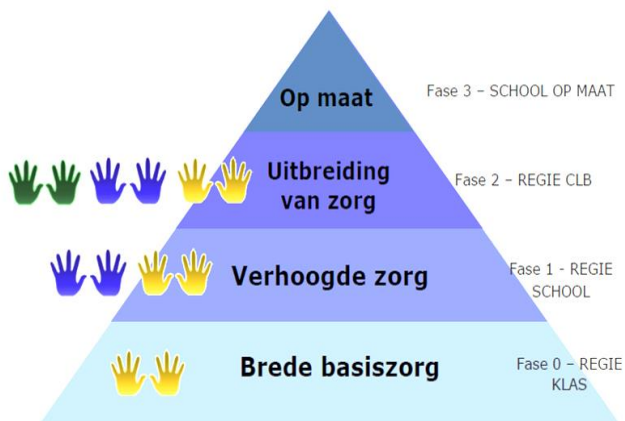 Op maat
Fase 3 – SCHOOL OP MAAT
Uitbreiding
van zorg
Fase 2 – REGIE CLB
Verhoogde zorg
Fase 1 - REGIE
SCHOOL
Brede basiszorg
Fase 0 – REGIE
KLAS